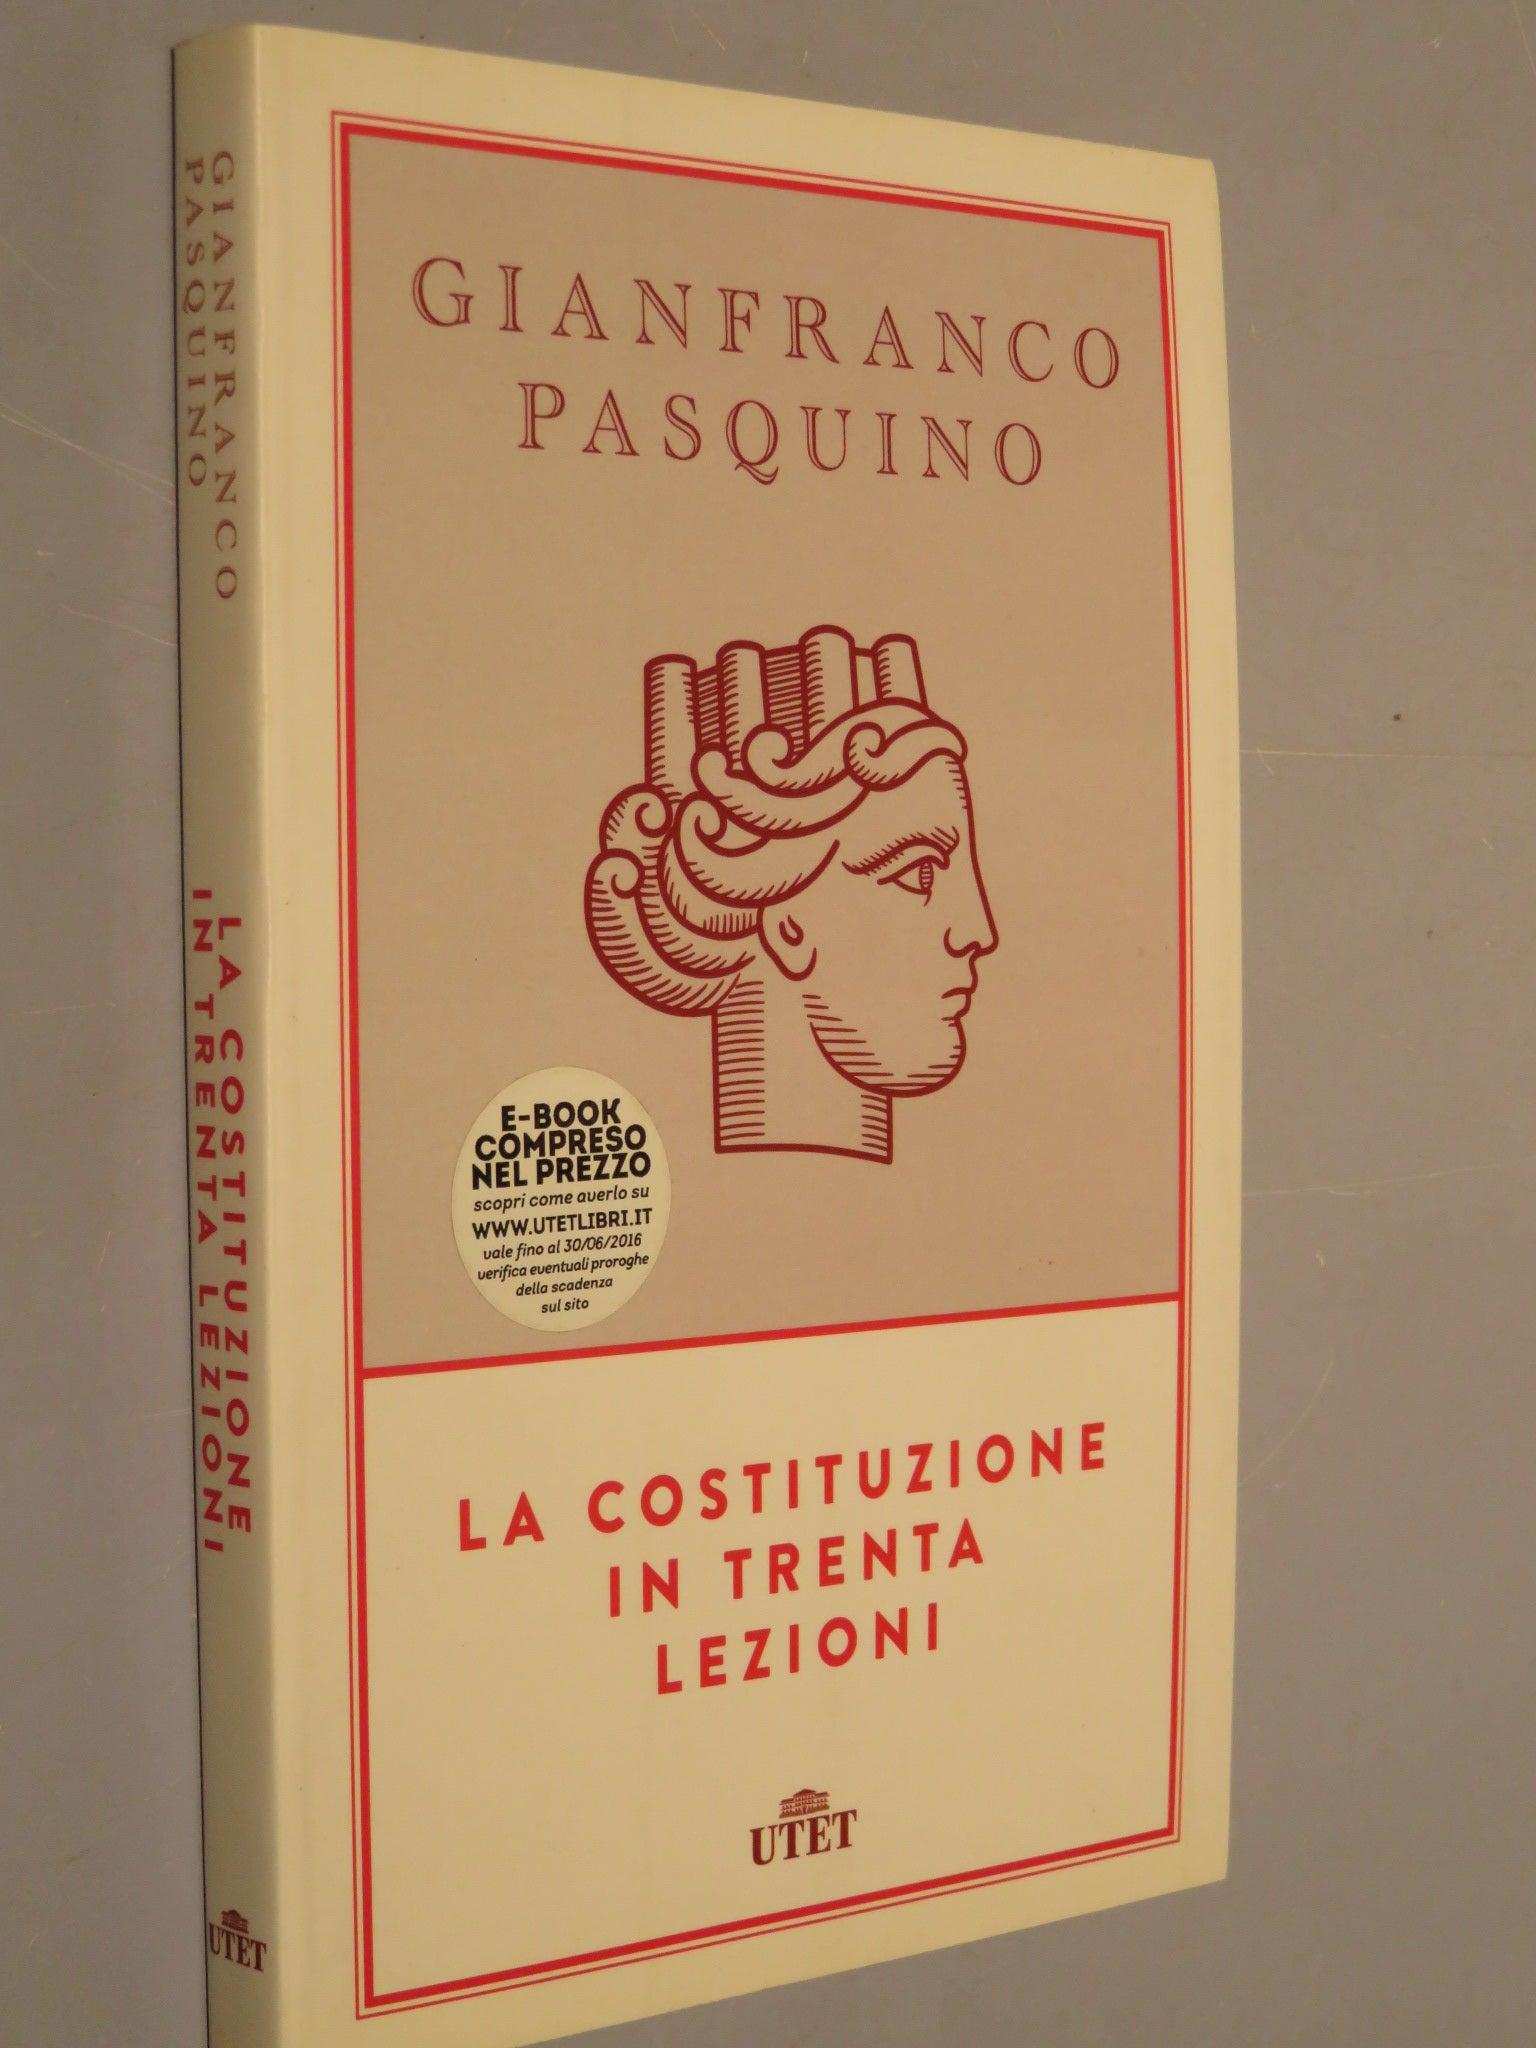 GIANFRANCO
PASQUINO
LA COSTITUZIONE
IN TRENTA LEZIONI
UTET
GIANFRANCO
PASQUINO
E-BOOK
COMPRESO
NEL PREZZO
scopri come averlo su
WWW.UTETLIBRI.IT
vale fino al 30/06/2016
verifica eventuali proroghe
della scadenza
sul sito
LA COSTITUZIONE
IN TRENTA
LEZIONI
UTET